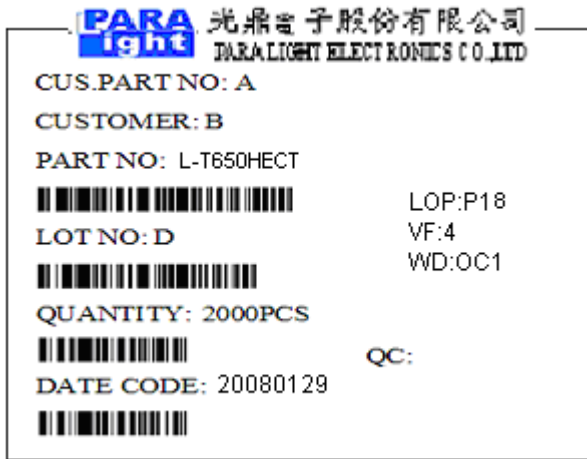 PARA light
光鼎電子股份有限公司
PARALIGHT ELECTRONICS CO.,LTD
CUS.PART NO: A
CUSTOMER: B
PART NO: L-T650HECT
LOP:P18
LOT NO: D
VF:4
WD:OC1
QUANTITY: 2000PCS
QC:
DATE CODE: 20080129